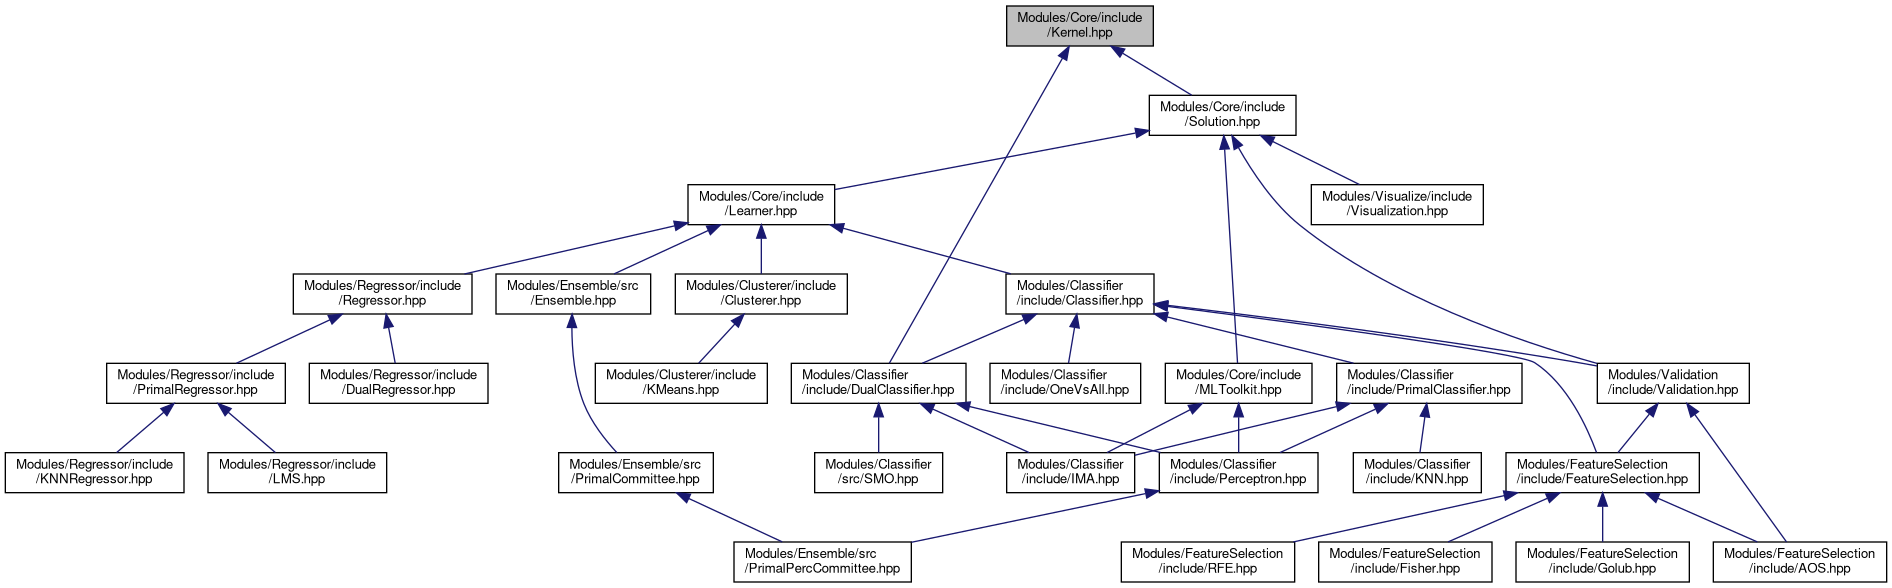 Modules/Core/include
/Kernel.hpp
Modules/Core/include
/Solution.hpp
Modules/Core/include
/Learner.hpp
Modules/Visualize/include
/Visualization.hpp
Modules/Regressor/include
/Regressor.hpp
Modules/Ensemble/src
/Ensemble.hpp
Modules/Clusterer/include
/Clusterer.hpp
Modules/Classifier
/include/Classifier.hpp
Modules/Regressor/include
/PrimalRegressor.hpp
Modules/Regressor/include
/DualRegressor.hpp
Modules/Clusterer/include
/KMeans.hpp
Modules/Classifier
/include/DualClassifier.hpp
Modules/Classifier
/include/OneVsAll.hpp
Modules/Core/include
/MLToolkit.hpp
Modules/Classifier
/include/PrimalClassifier.hpp
Modules/Validation
/include/Validation.hpp
Modules/Regressor/include
/KNNRegressor.hpp
Modules/Regressor/include
/LMS.hpp
Modules/Ensemble/src
/PrimalCommittee.hpp
Modules/Classifier
src/SMO.hpp
Modules/Classifier
/include/IMA.hpp
Modules/Classifier
/include/Perceptron.hpp
Modules/Classifier
/include/KNN.hpp
Modules/FeatureSelection
/include/FeatureSelection.hpp
Modules/Ensemble/src
/PrimalPercCommittee.hpp
Modules/FeatureSelection
/include/RFE.hpp
Modules/FeatureSelection
/include/Fisher.hpp
Modules/FeatureSelection
/include/Golub.hpp
Modules/FeatureSelection
/include/AOS.hpp